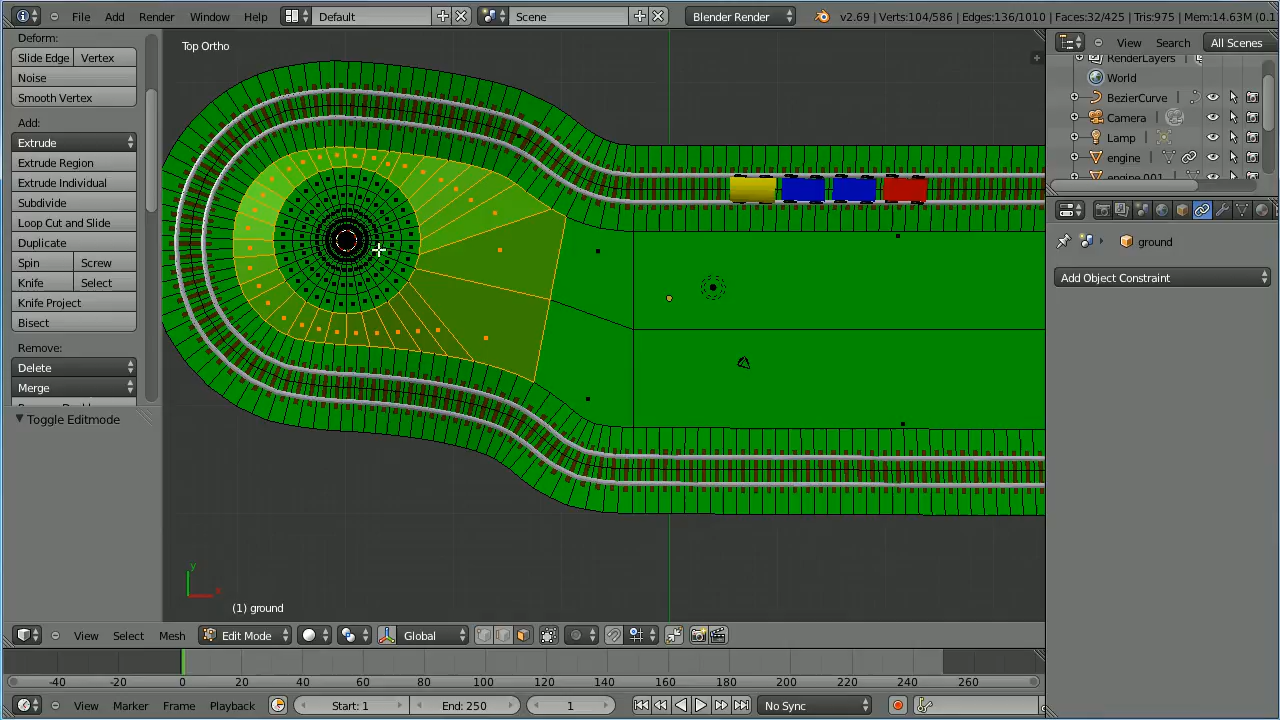 File Add Render Window Help Default Scene Blender Render v2.69 | Verts:104/586 | Edges:136/1010 | Faces:32/425 | Tris:975 | Mem:14.63M (0.1
Deform:
Slide Edge Vertex
Noise
Smooth Vertex
Add:
Extrude
Extrude Region
Extrude Individual
Subdivide
Loop Cut and Slide
Duplicate
Spin Screw
Knife Select
Knife Project
Bisect
Remove:
Delete
Merge
Toggle Editmode
Top Ortho
(1) ground
y
x
View Search All Scenes
RenderLayers
World
BezierCurve
Camera
Lamp
engine
engine.001
ground
Add Object Constraint
View Select Mesh Edit Mode Global
-40 -20 0 20 40 60 80 100 120 140 160 180 200 220 240 260
View Marker Frame Playback Start: 1 End: 250 1 No Sync